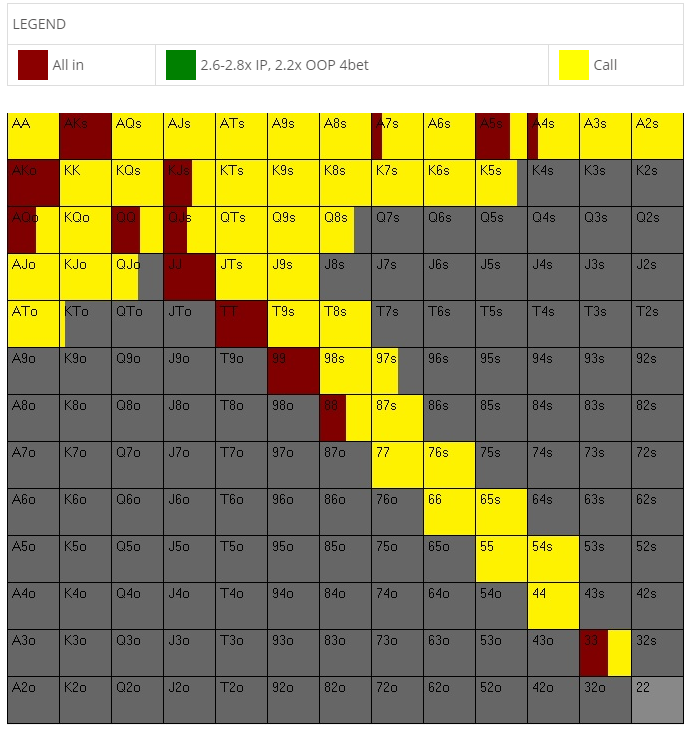 LEGEND
All in 2.6-2.8x IP, 2.2x OOP 4bet Call
AA AKs AQs AJs ATs A9s A8s A7s A6s A5s A4s A3s A2s
AKo KK KQs KJs KTs K9s K8s K7s K6s K5s K4s K3s K2s
AQo KQo QQ QJs QTs Q9s Q8s Q7s Q6s Q5s Q4s Q3s Q2s
AJo KJo QJo JJ JTs J9s J8s J7s J6s J5s J4s J3s J2s
ATo KTo QTo JTo TT T9s T8s T7s T6s T5s T4s T3s T2s
A9o K9o Q9o J9o T9o 99 98s 97s 96s 95s 94s 93s 92s
A8o K8o Q8o J8o T8o 98o 88 87s 86s 85s 84s 83s 82s
A7o K7o Q7o J7o T7o 97o 87o 77 76s 75s 74s 73s 72s
A6o K6o Q6o J6o T6o 96o 86o 76o 66 65s 64s 63s 62s
A5o K5o Q5o J5o T5o 95o 85o 75o 65o 55 54s 53s 52s
A4o K4o Q4o J4o T4o 94o 84o 74o 64o 54o 44 43s 42s
A3o K3o Q3o J3o T3o 93o 83o 73o 63o 53o 43o 33 32s
A2o K2o Q2o J2o T2o 92o 82o 72o 62o 52o 42o 32o 22